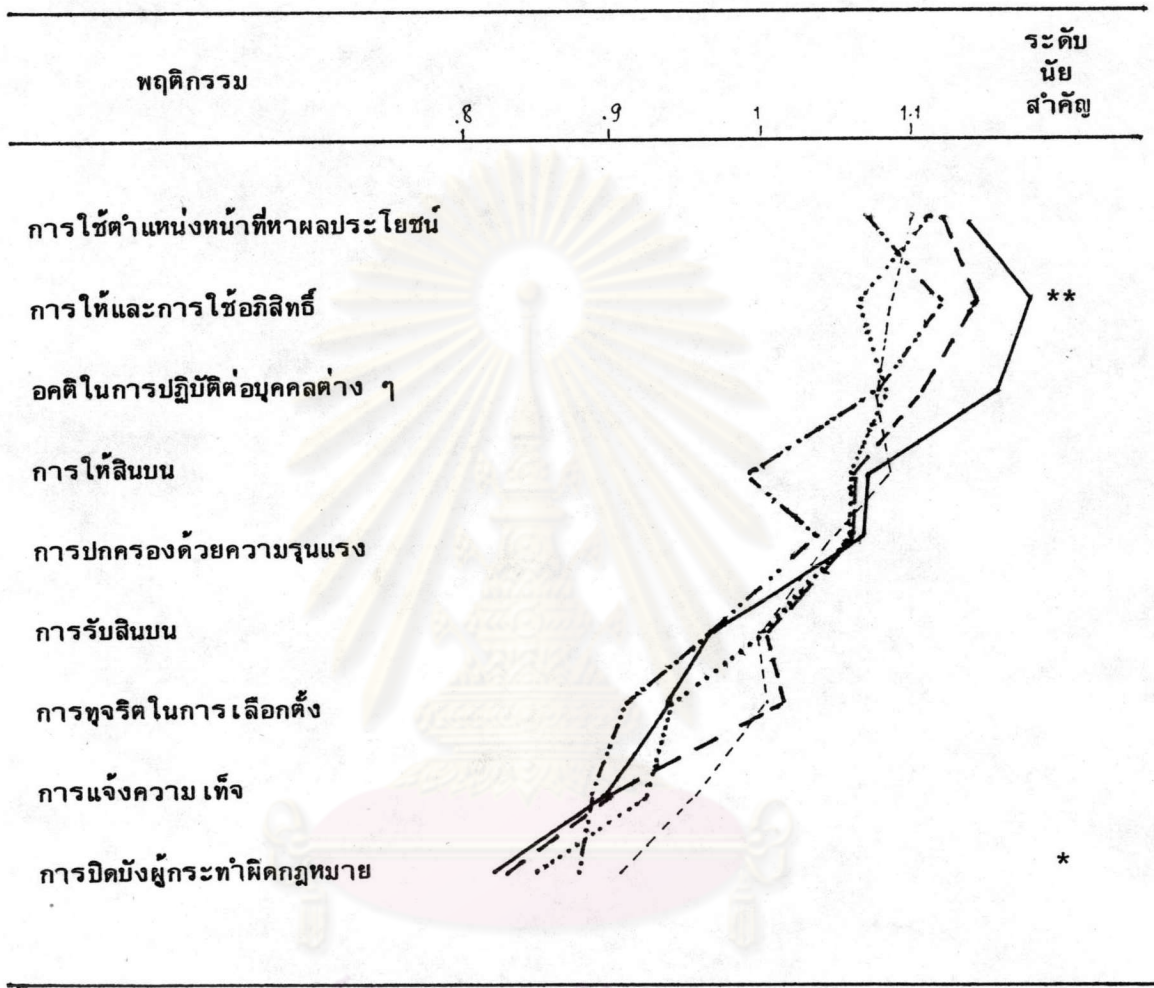 พฤติกรรม
ระดับ
นัย
สำคัญ
.8 .9 1 1.1
การใช้ตำแหน่งหน้าที่หาผลประโยชน์
การให้และการใช้อภิสิทธิ์ **
อคติในการปฏิบัติต่อบุคคลต่าง ๆ
การให้สินบน
การปกครองด้วยความรุนแรง
การรับสินบน
การทุจริตในการเลือกตั้ง
การแจ้งความเท็จ
การปิดบังผู้กระทำผิดกฎหมาย *